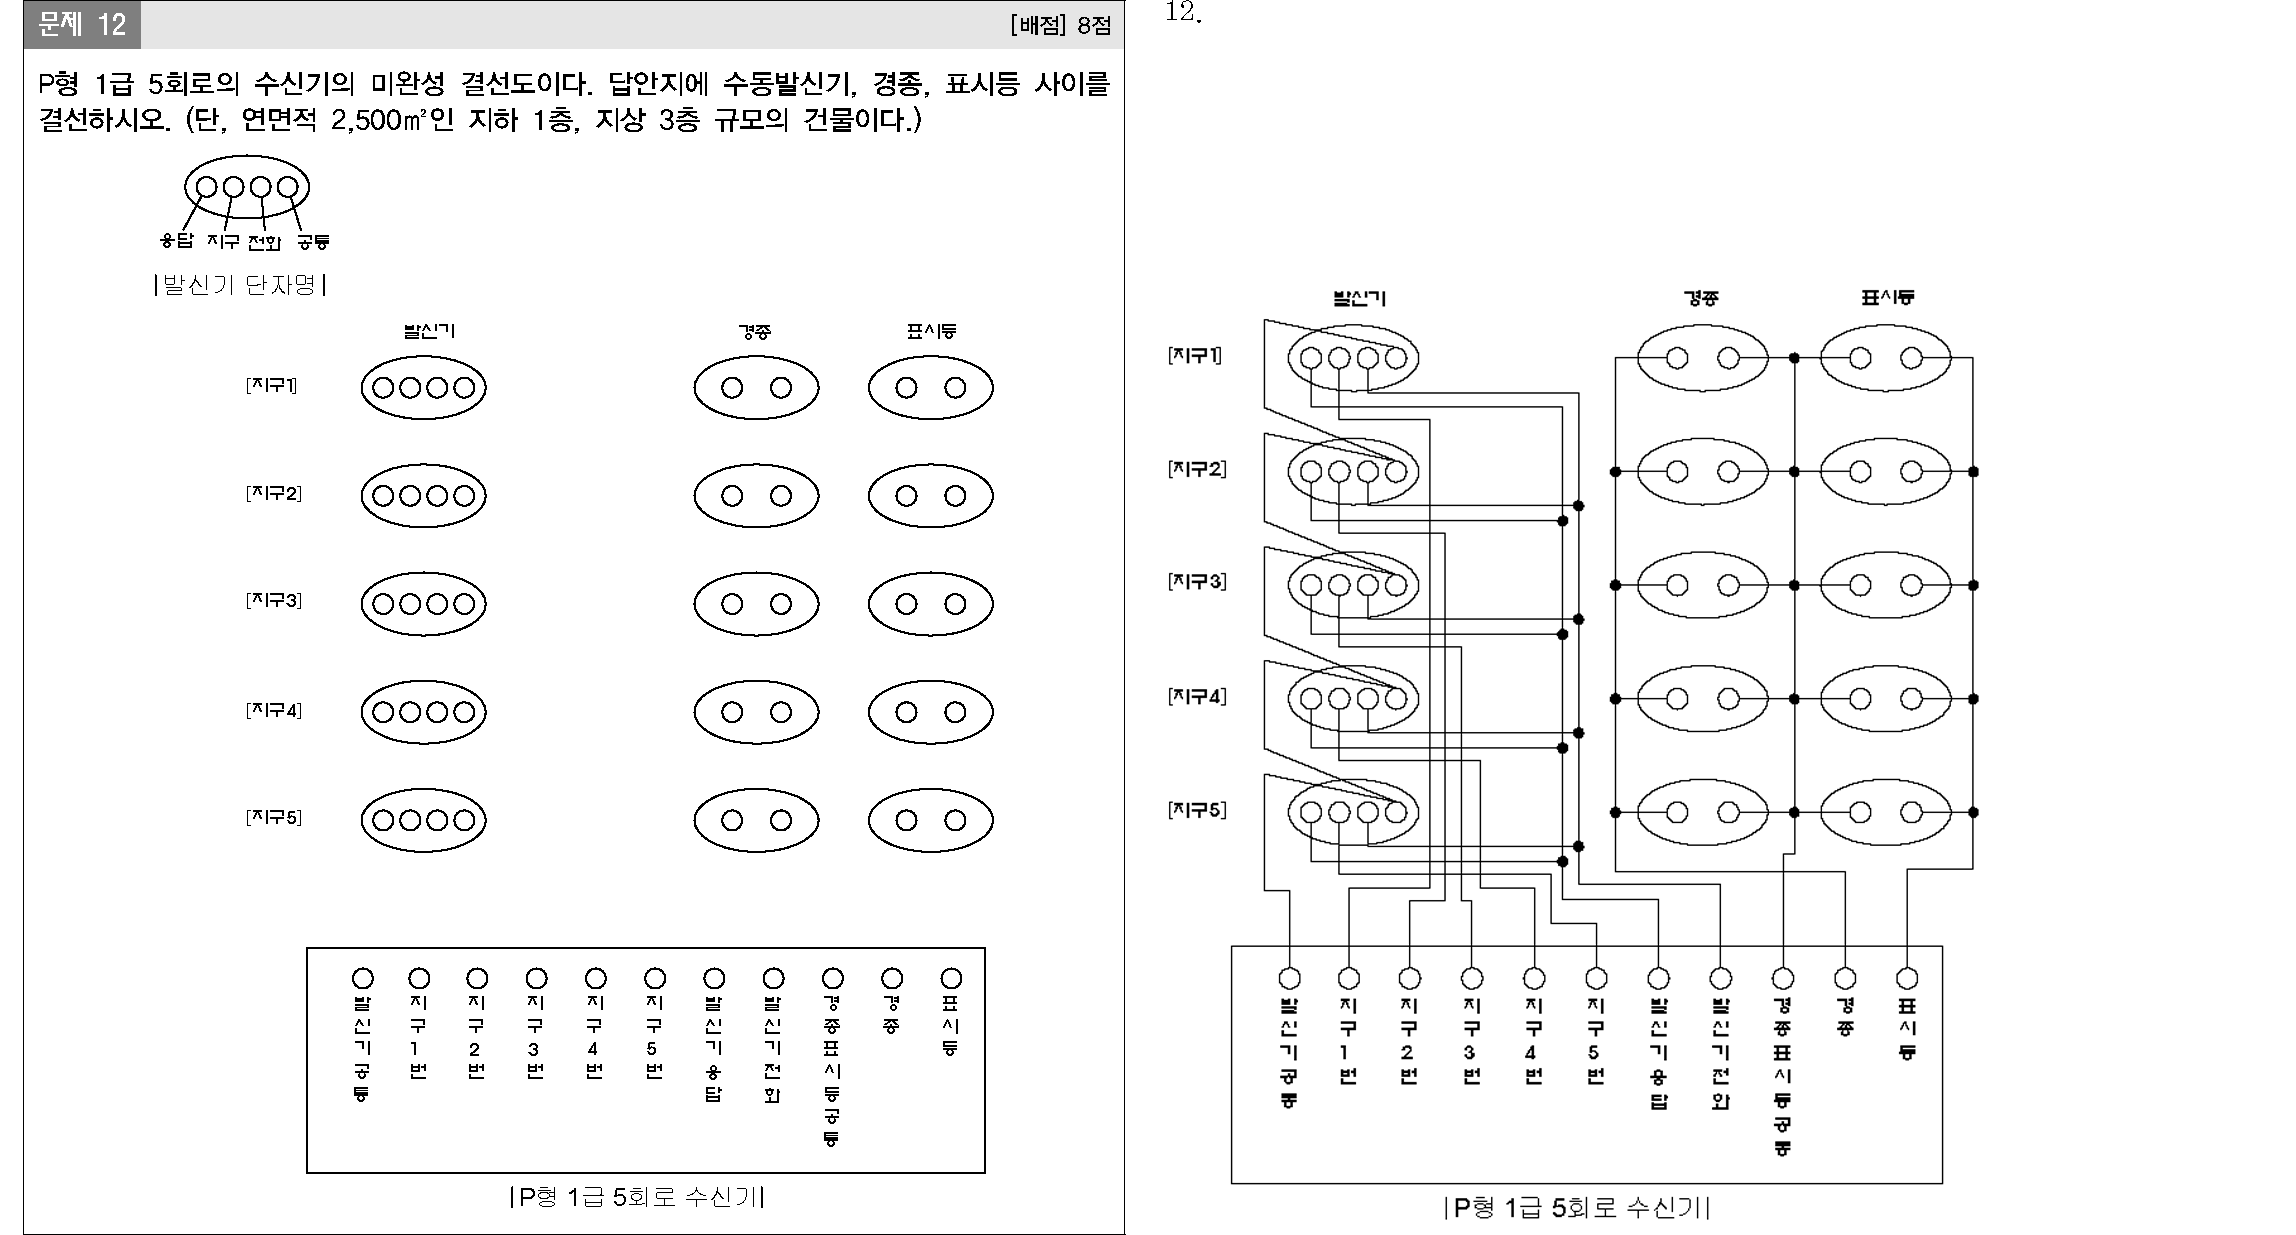 문제 12
[배점] 8점
P형 1급 5회로의 수신기의 미완성 결선도이다. 답안지에 수동발신기, 경종, 표시등 사이를
결선하시오. (단, 연면적 2,500㎡인 지하 1층, 지상 3층 규모의 건물이다.)
응답 지구 전화 공통
|발신기 단자명|
발신기 경종 표시등
[지구1]
[지구2]
[지구3]
[지구4]
[지구5]
발신기공통
지구1번
지구2번
지구3번
지구4번
지구5번
발신기응답
발신기전화
경종표시등공통
경종
표시등
|P형 1급 5회로 수신기|
12.
발신기 경종 표시등
[지구1]
[지구2]
[지구3]
[지구4]
[지구5]
발신기공통
지구1번
지구2번
지구3번
지구4번
지구5번
발신기응답
발신기전화
경종표시등공통
경종
표시등
|P형 1급 5회로 수신기|